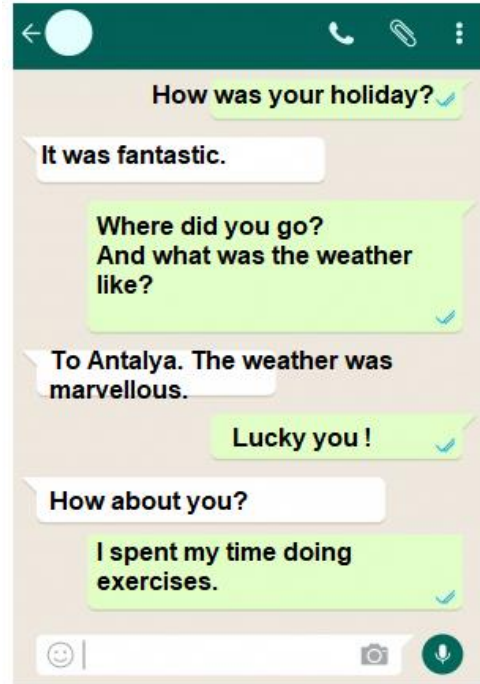 How was your holiday?
It was fantastic.
Where did you go?
And what was the weather
like?
To Antalya. The weather was
marvellous.
Lucky you !
How about you?
I spent my time doing
exercises.